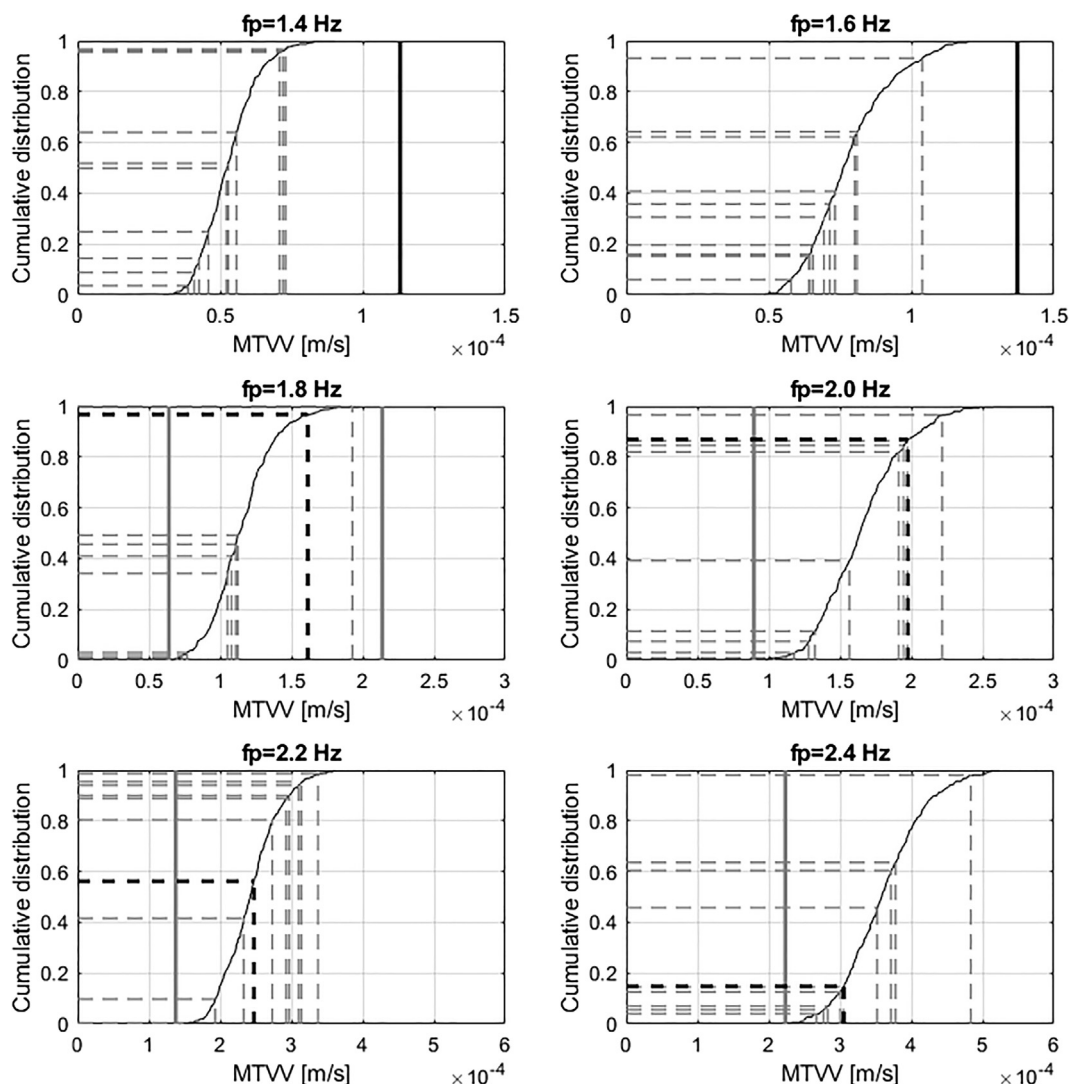 fp=1.4 Hz
Cumulative distribution
1
0.8
0.6
0.4
0.2
0
0 0.5 1 1.5
MTVV [m/s] × 10-4
fp=1.6 Hz
Cumulative distribution
1
0.8
0.6
0.4
0.2
0
0 0.5 1 1.5
MTVV [m/s] × 10-4
fp=1.8 Hz
Cumulative distribution
1
0.8
0.6
0.4
0.2
0
0 0.5 1 1.5 2 2.5 3
MTVV [m/s] × 10-4
fp=2.0 Hz
Cumulative distribution
1
0.8
0.6
0.4
0.2
0
0 0.5 1 1.5 2 2.5 3
MTVV [m/s] × 10-4
fp=2.2 Hz
Cumulative distribution
1
0.8
0.6
0.4
0.2
0
0 1 2 3 4 5 6
MTVV [m/s] × 10-4
fp=2.4 Hz
Cumulative distribution
1
0.8
0.6
0.4
0.2
0
0 1 2 3 4 5 6
MTVV [m/s] × 10-4